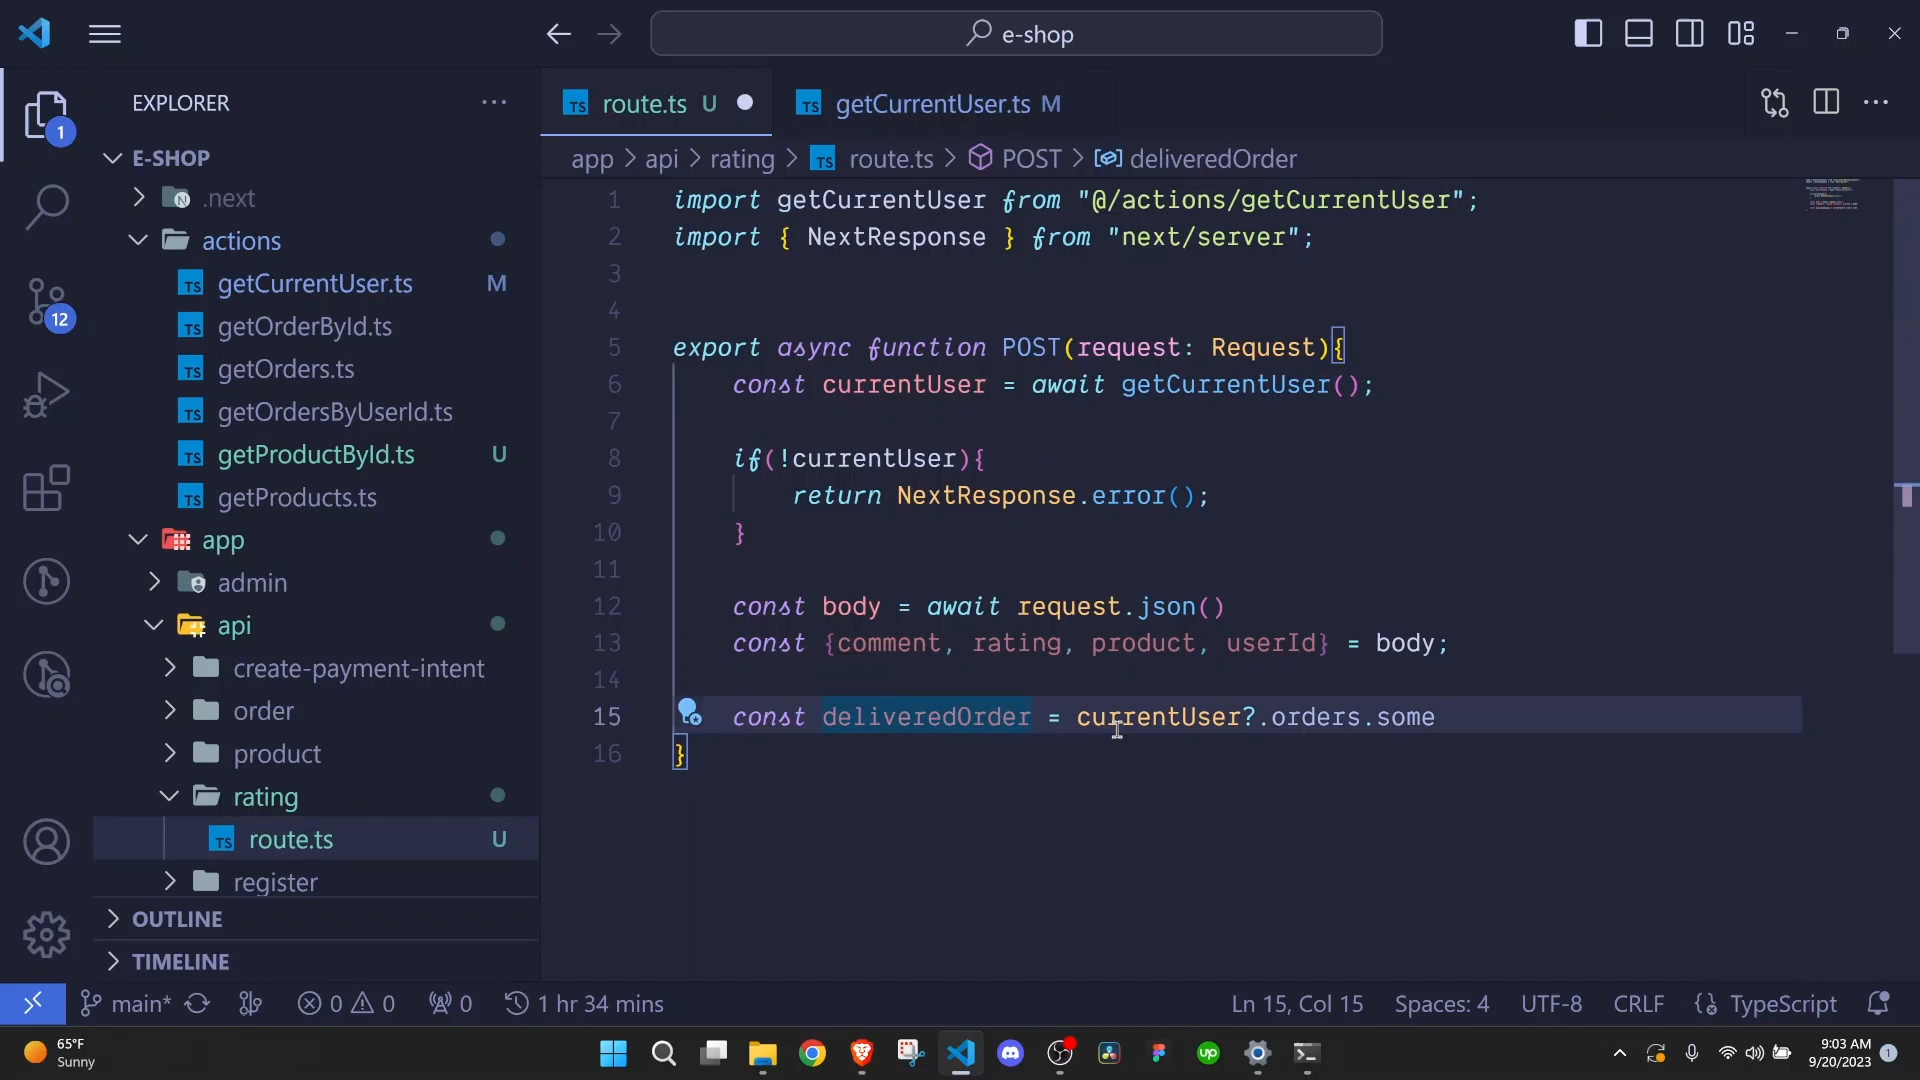 e-shop
EXPLORER
1
E-SHOP
.next
actions
getCurrentUser.ts M
getOrderById.ts
getOrders.ts
getOrdersByUserId.ts
getProductById.ts U
getProducts.ts
app
admin
api
create-payment-intent
order
product
rating
route.ts U
register
OUTLINE
TIMELINE
12
route.ts U
getCurrentUser.ts M
app > api > rating > route.ts > POST > deliveredOrder
1 import getCurrentUser from "@/actions/getCurrentUser";
2 import { NextResponse } from "next/server";
3
4
5 export async function POST(request: Request){
6 const currentUser = await getCurrentUser();
7
8 if(!currentUser){
9 return NextResponse.error();
10 }
11
12 const body = await request.json()
13 const {comment, rating, product, userId} = body;
14
15 const deliveredOrder = currentUser?.orders.some
16 }
main* 0 0 0 1 hr 34 mins Ln 15, Col 15 Spaces: 4 UTF-8 CRLF TypeScript
65°F
Sunny
9:03 AM
9/20/2023
1